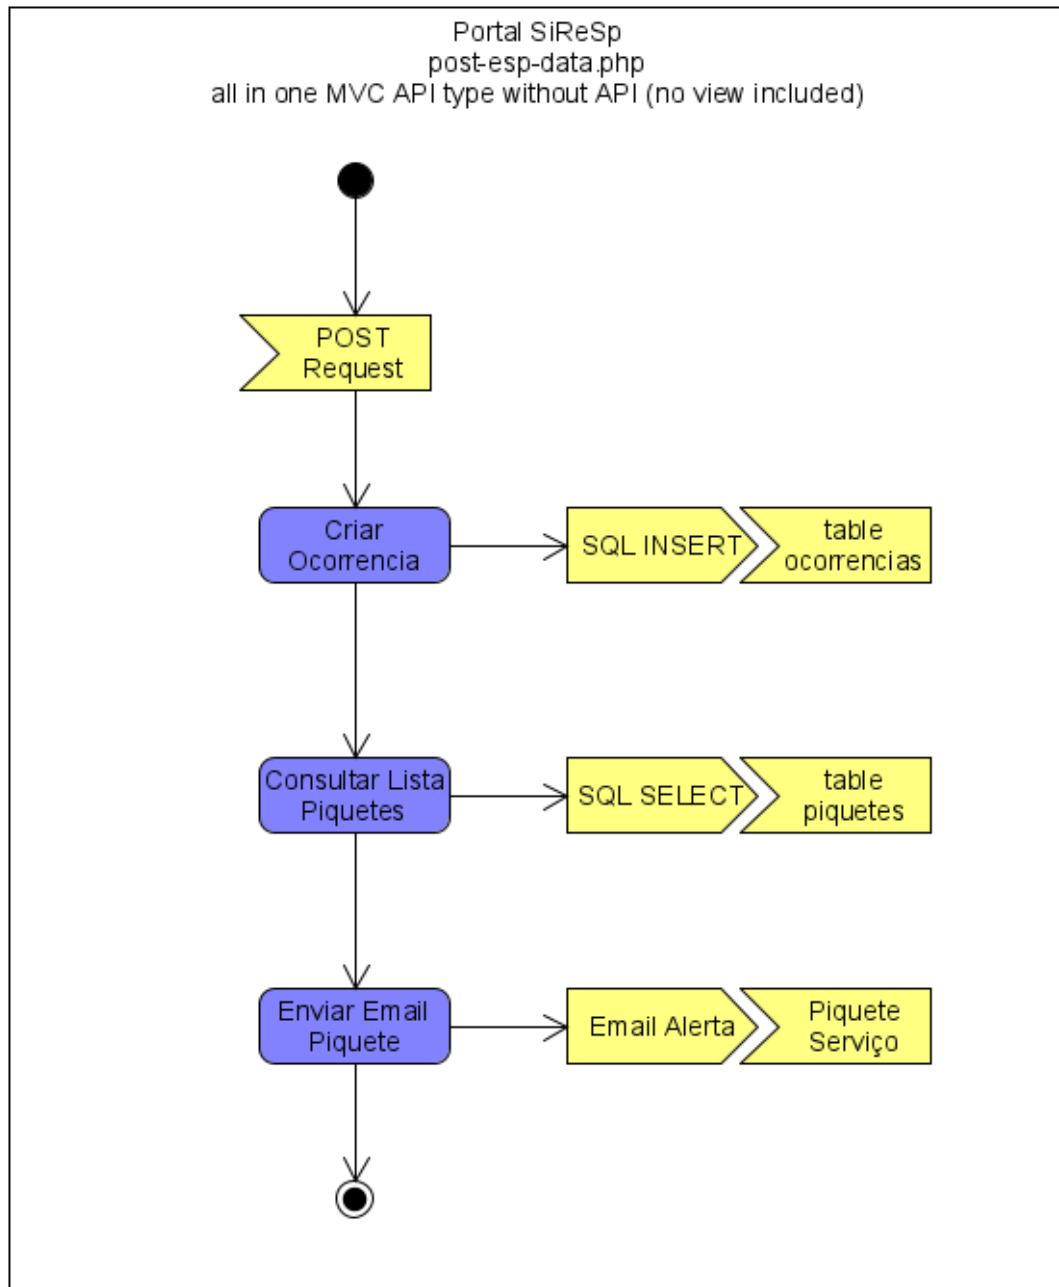 Portal SiReSp
post-esp-data.php
all in one MVC API type without API (no view included)
POST
Request
Criar
Ocorrencia
SQL INSERT
table
ocorrencias
Consultar Lista
Piquetes
SQL SELECT
table
piquetes
Enviar Email
Piquete
Email Alerta
Piquete
Serviço